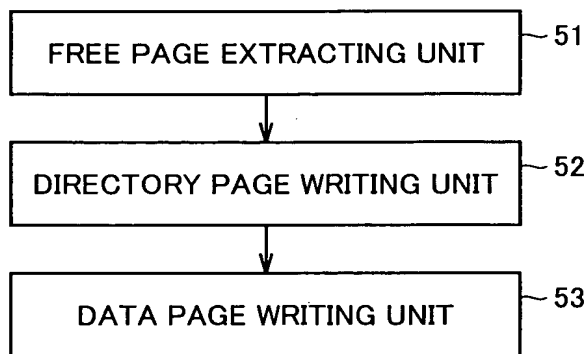 FREE PAGE EXTRACTING UNIT
51
DIRECTORY PAGE WRITING UNIT
52
DATA PAGE WRITING UNIT
53